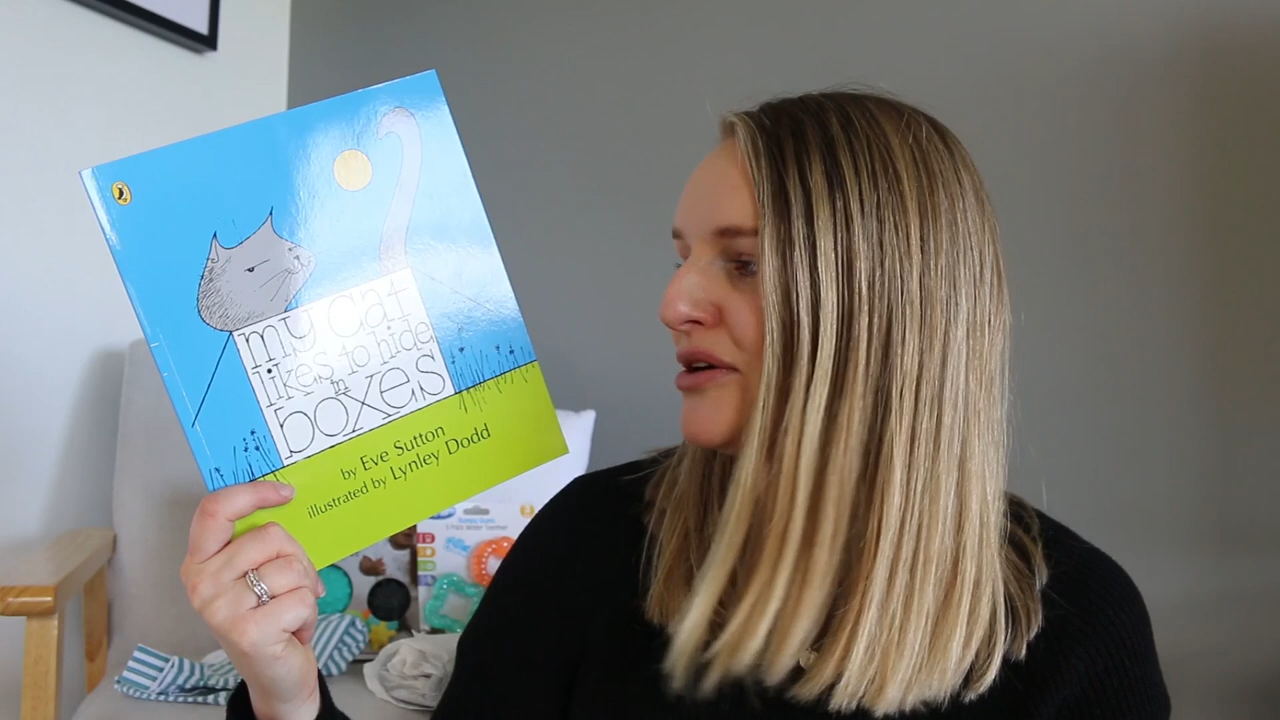 my cat
likes to hide
in
boxes
by Eve Sutton
illustrated by Lynley Dodd